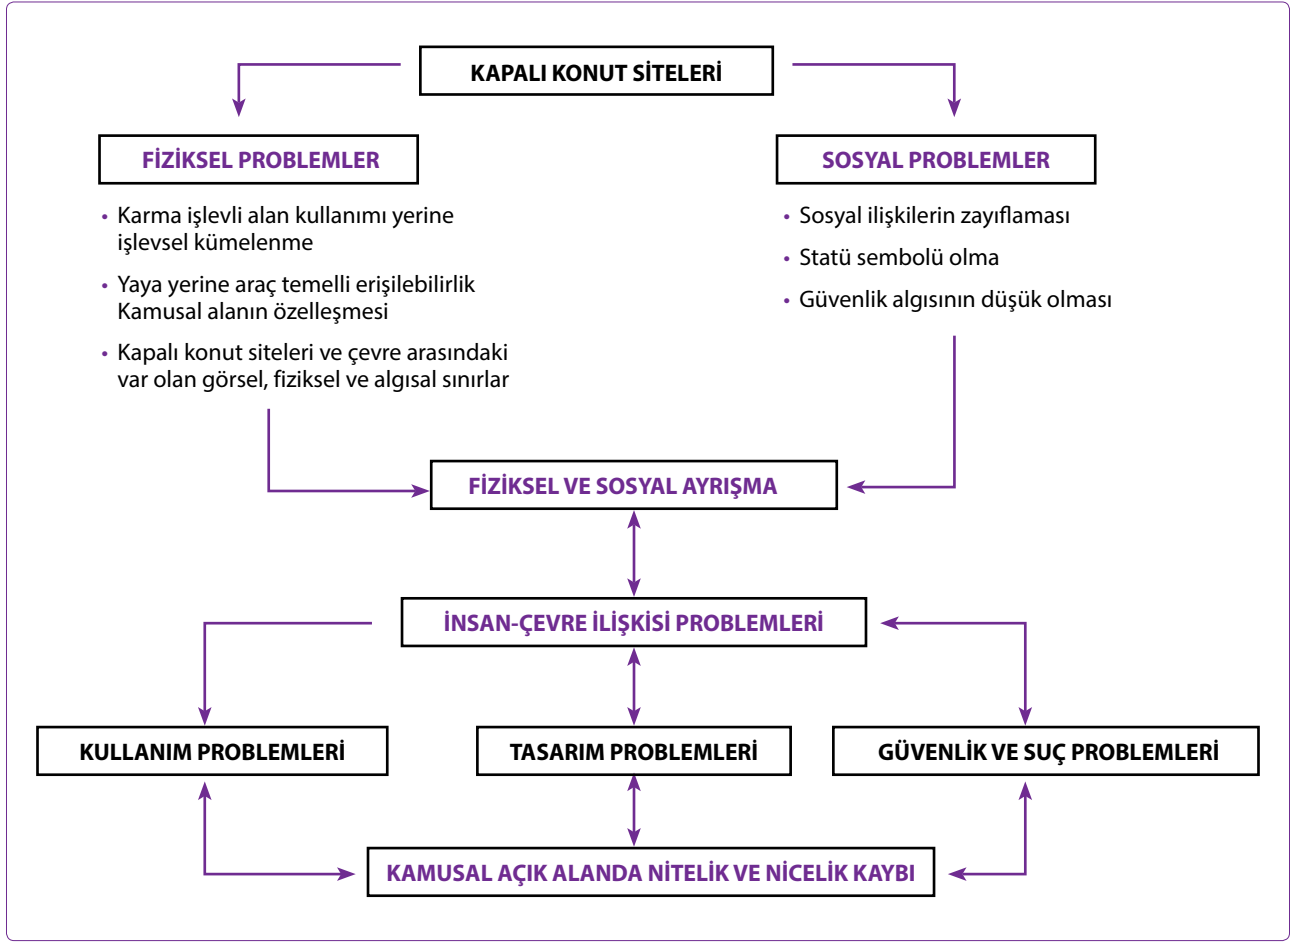 KAPALI KONUT SİTELERİ
FİZİKSEL PROBLEMLER
• Karma işlevli alan kullanımı yerine
işlevsel kümelenme
• Yaya yerine araç temelli erişilebilirlik
Kamusal alanın özelleşmesi
• Kapalı konut siteleri ve çevre arasındaki
var olan görsel, fiziksel ve algısal sınırlar
SOSYAL PROBLEMLER
• Sosyal ilişkilerin zayıflaması
• Statü sembolü olma
• Güvenlik algısının düşük olması
FİZİKSEL VE SOSYAL AYRIŞMA
İNSAN-ÇEVRE İLİŞKİSİ PROBLEMLERİ
KULLANIM PROBLEMLERİ
TASARIM PROBLEMLERİ
GÜVENLİK VE SUÇ PROBLEMLERİ
KAMUSAL AÇIK ALANDA NİTELİK VE NİCELİK KAYBI